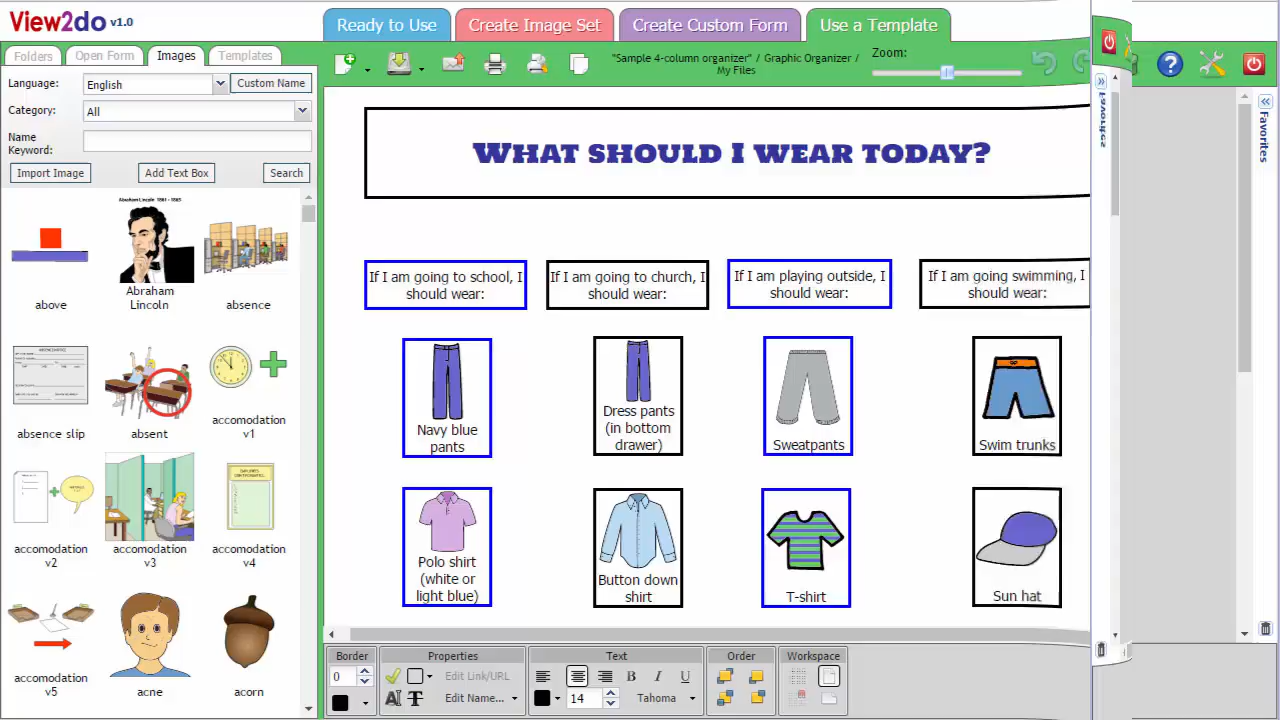 View2do v1.0
Ready to Use
Create Image Set
Create Custom Form
Use a Template
Folders
Open Form
Images
Templates
"Sample 4-column organizer" / Graphic Organizer /
My Files
Zoom:
Language:
English
Custom Name
Category:
All
Name
Keyword:
Import Image
Add Text Box
Search
Favorites
Favorites
WHAT SHOULD I WEAR TODAY?
Abraham Lincoln 1861 - 1865
above
Abraham
Lincoln
absence
absence slip
absent
accomodation
v1
accomodation
v2
accomodation
v3
accomodation
v4
accomodation
v5
acne
acorn
If I am going to school, I
should wear:
If I am going to church, I
should wear:
If I am playing outside, I
should wear:
If I am going swimming, I
should wear:
Navy blue
pants
Dress pants
(in bottom
drawer)
Sweatpants
Swim trunks
Polo shirt
(white or
light blue)
Button down
shirt
T-shirt
Sun hat
Border
Properties
Text
Order
Workspace
0
Edit Link/URL
B
I
U
Edit Name...
14
Tahoma